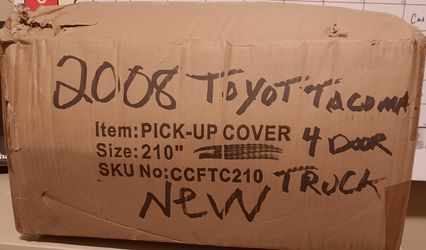 2008 TOYOT TACOMA
Item: PICK-UP COVER
4 DOOR
Size: 210"
SKU No: CCFTC210
TRUCK
New